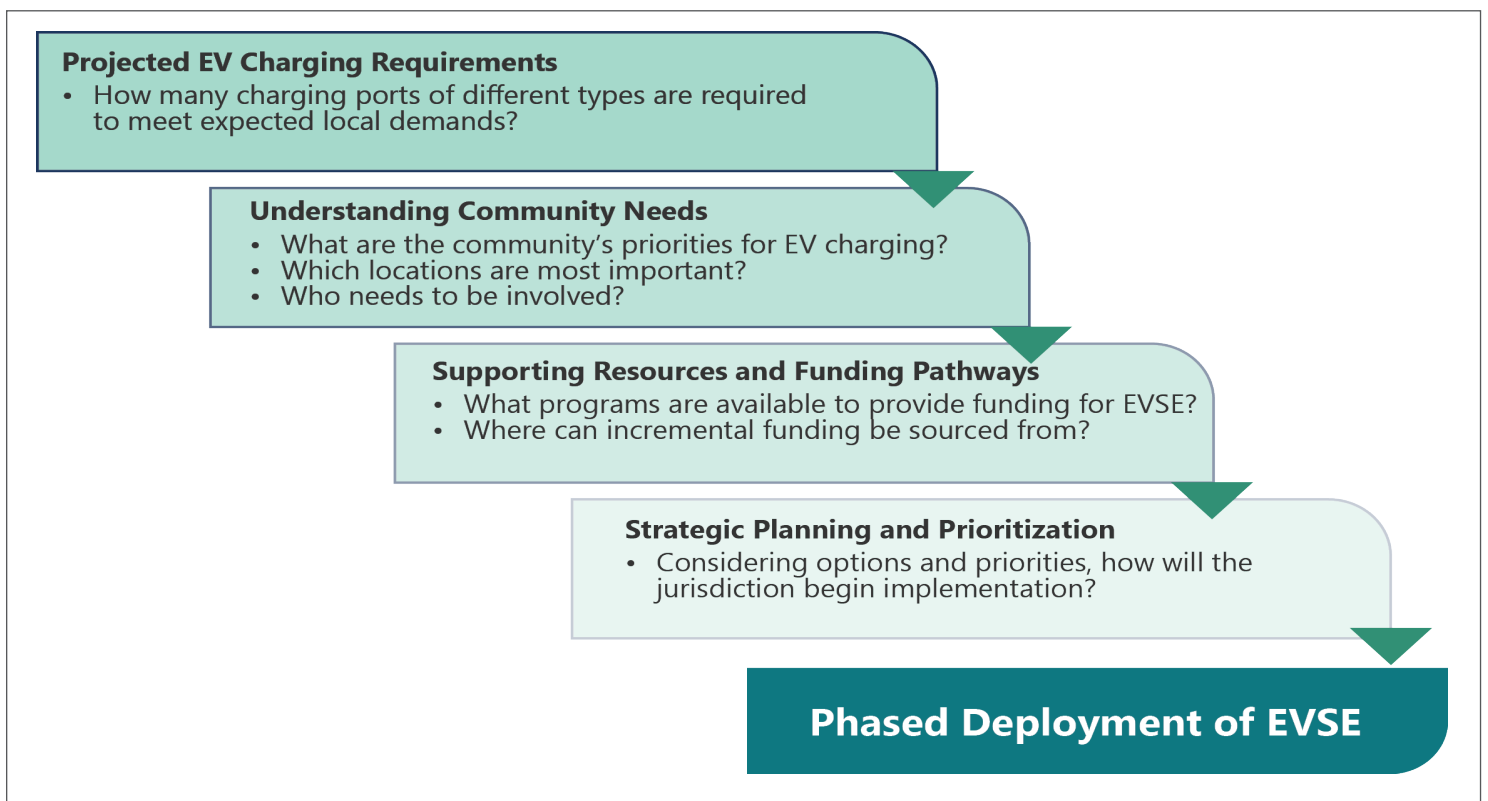 Projected EV Charging Requirements
• How many charging ports of different types are required
to meet expected local demands?
Understanding Community Needs
• What are the community’s priorities for EV charging?
• Which locations are most important?
• Who needs to be involved?
Supporting Resources and Funding Pathways
• What programs are available to provide funding for EVSE?
• Where can incremental funding be sourced from?
Strategic Planning and Prioritization
• Considering options and priorities, how will the
jurisdiction begin implementation?
Phased Deployment of EVSE